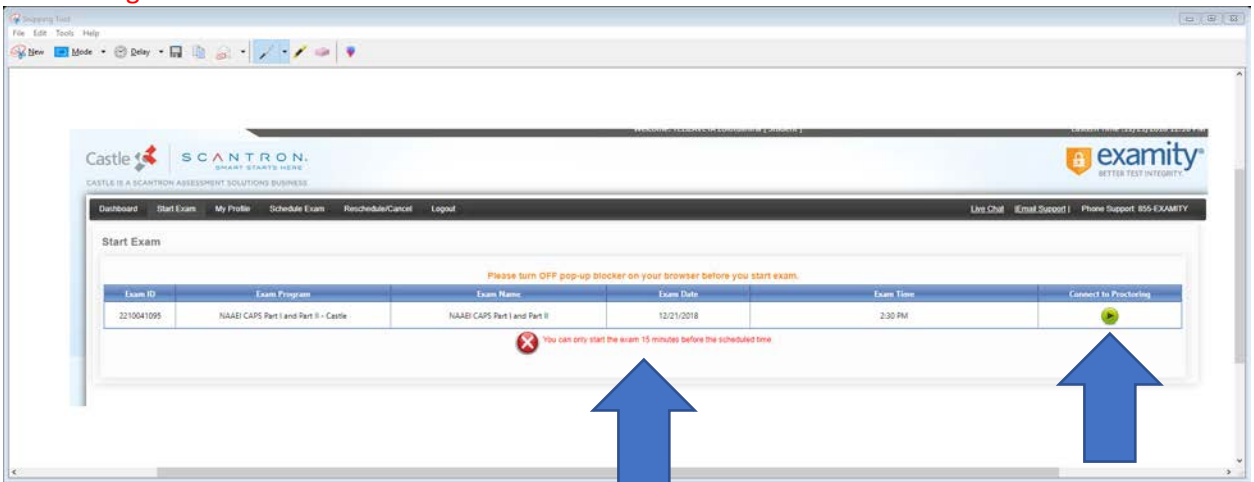 Snipping Tool
File Edit Tools Help
New Mode Delay
Castle SCANTRON.
SMART STARTS HERE
CASTLE IS A SCANTRON ASSESSMENT SOLUTIONS BUSINESS
examity
BETTER TEST INTEGRITY
Dashboard Start Exam My Profile Schedule Exam Reschedule/Cancel Logout Live Chat |Email Support | Phone Support 855-EXAMITY
Start Exam
Please turn OFF pop-up blocker on your browser before you start exam.
Exam ID Exam Program Exam Name Exam Date Exam Time Connect to Proctoring
2210041095 NAAEI CAPS Part I and Part II - Castle NAAEI CAPS Part I and Part II 12/21/2018 2:30 PM
You can only start the exam 15 minutes before the scheduled time